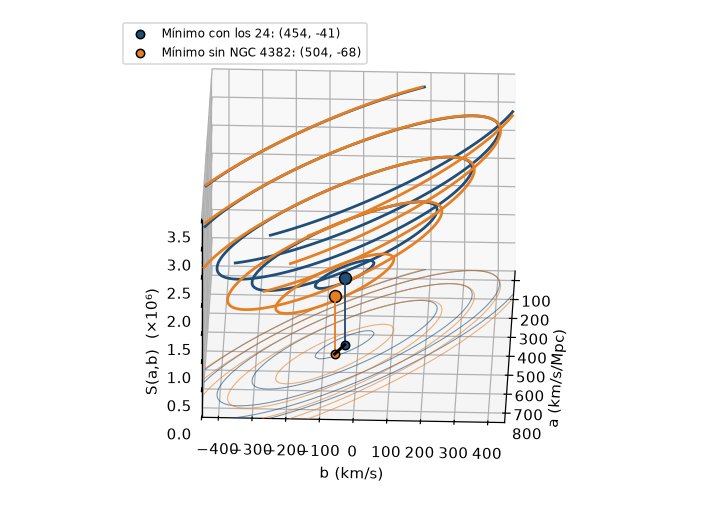 Mínimo con los 24: (454, -41)
Mínimo sin NGC 4382: (504, -68)
3.5
3.0
2.5
2.0
1.5
1.0
0.5
0.0
S(a,b) (×10⁶)
100
200
300
400
500
600
700
800
a (km/s/Mpc)
−400 −300 −200 −100 0 100 200 300 400
b (km/s)